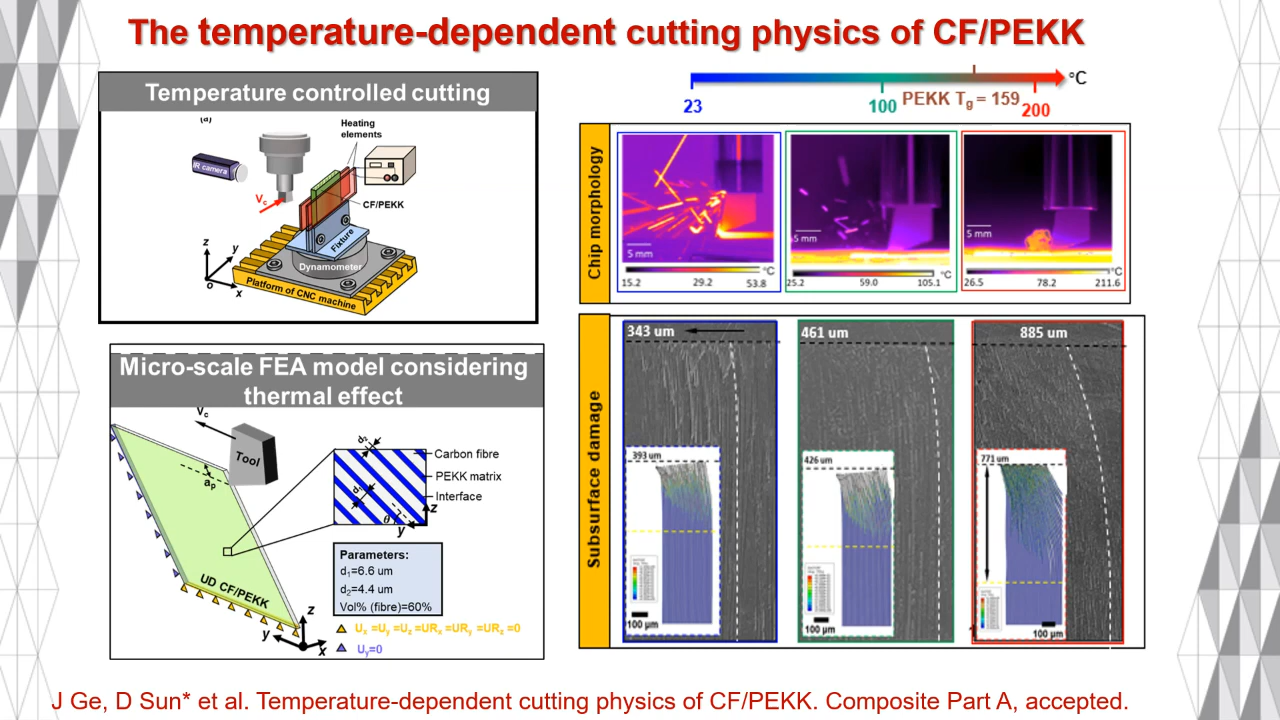 The temperature-dependent cutting physics of CF/PEKK
Temperature controlled cutting
(a)
Heating
elements
IR camera
Vc
CF/PEKK
Fixture
Dynamometer
Platform of CNC machine
z
y
o
x
°C
23
100
PEKK Tg = 159
200
Chip morphology
5 mm
°C
15.2
29.2
53.8
5 mm
°C
25.2
59.0
105.1
5 mm
°C
26.5
78.2
211.6
Micro-scale FEA model considering
thermal effect
Vc
Tool
ap
d2
d1
θ
Carbon fibre
PEKK matrix
Interface
z
y
Parameters:
d1=6.6 um
d2=4.4 um
Vol% (fibre)=60%
UD CF/PEKK
z
y
x
Ux =Uy =Uz =URx =URy =URz =0
Uy=0
Subsurface damage
343 um
393 um
100 μm
461 um
426 um
100 μm
885 um
771 um
100 μm
J Ge, D Sun* et al. Temperature-dependent cutting physics of CF/PEKK. Composite Part A, accepted.